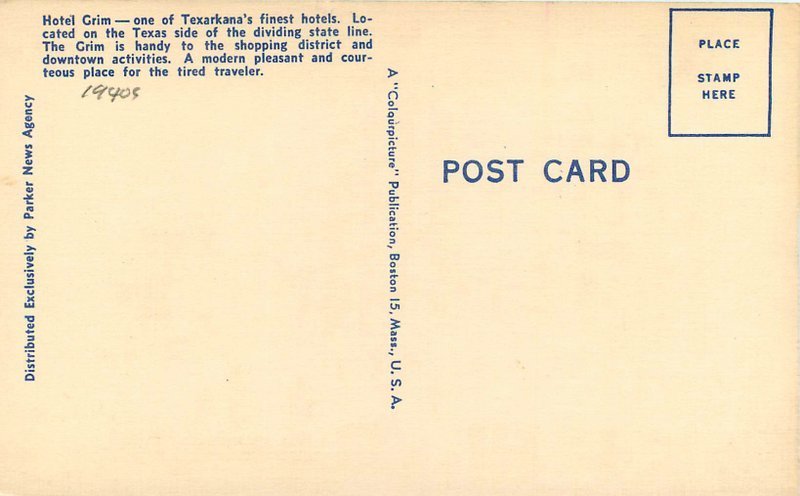 Hotel Grim — one of Texarkana's finest hotels. Lo-
cated on the Texas side of the dividing state line.
The Grim is handy to the shopping district and
downtown activities. A modern pleasant and cour-
teous place for the tired traveler.
1940s
Distributed Exclusively by Parker News Agency
A "Colourpicture" Publication, Boston 15, Mass., U. S. A.
POST CARD
PLACE
STAMP
HERE